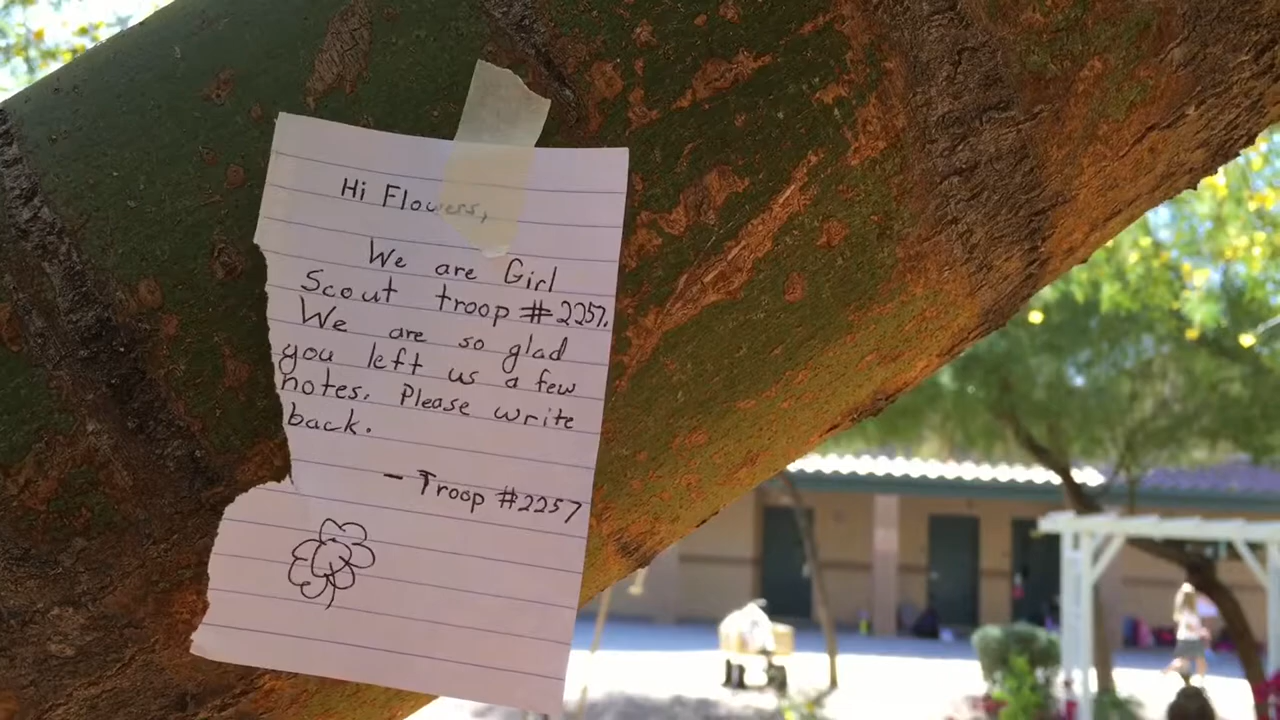 Hi Flowers,
We are Girl
Scout troop #2257.
We are so glad
you left us a few
notes. Please write
back.
- Troop #2257